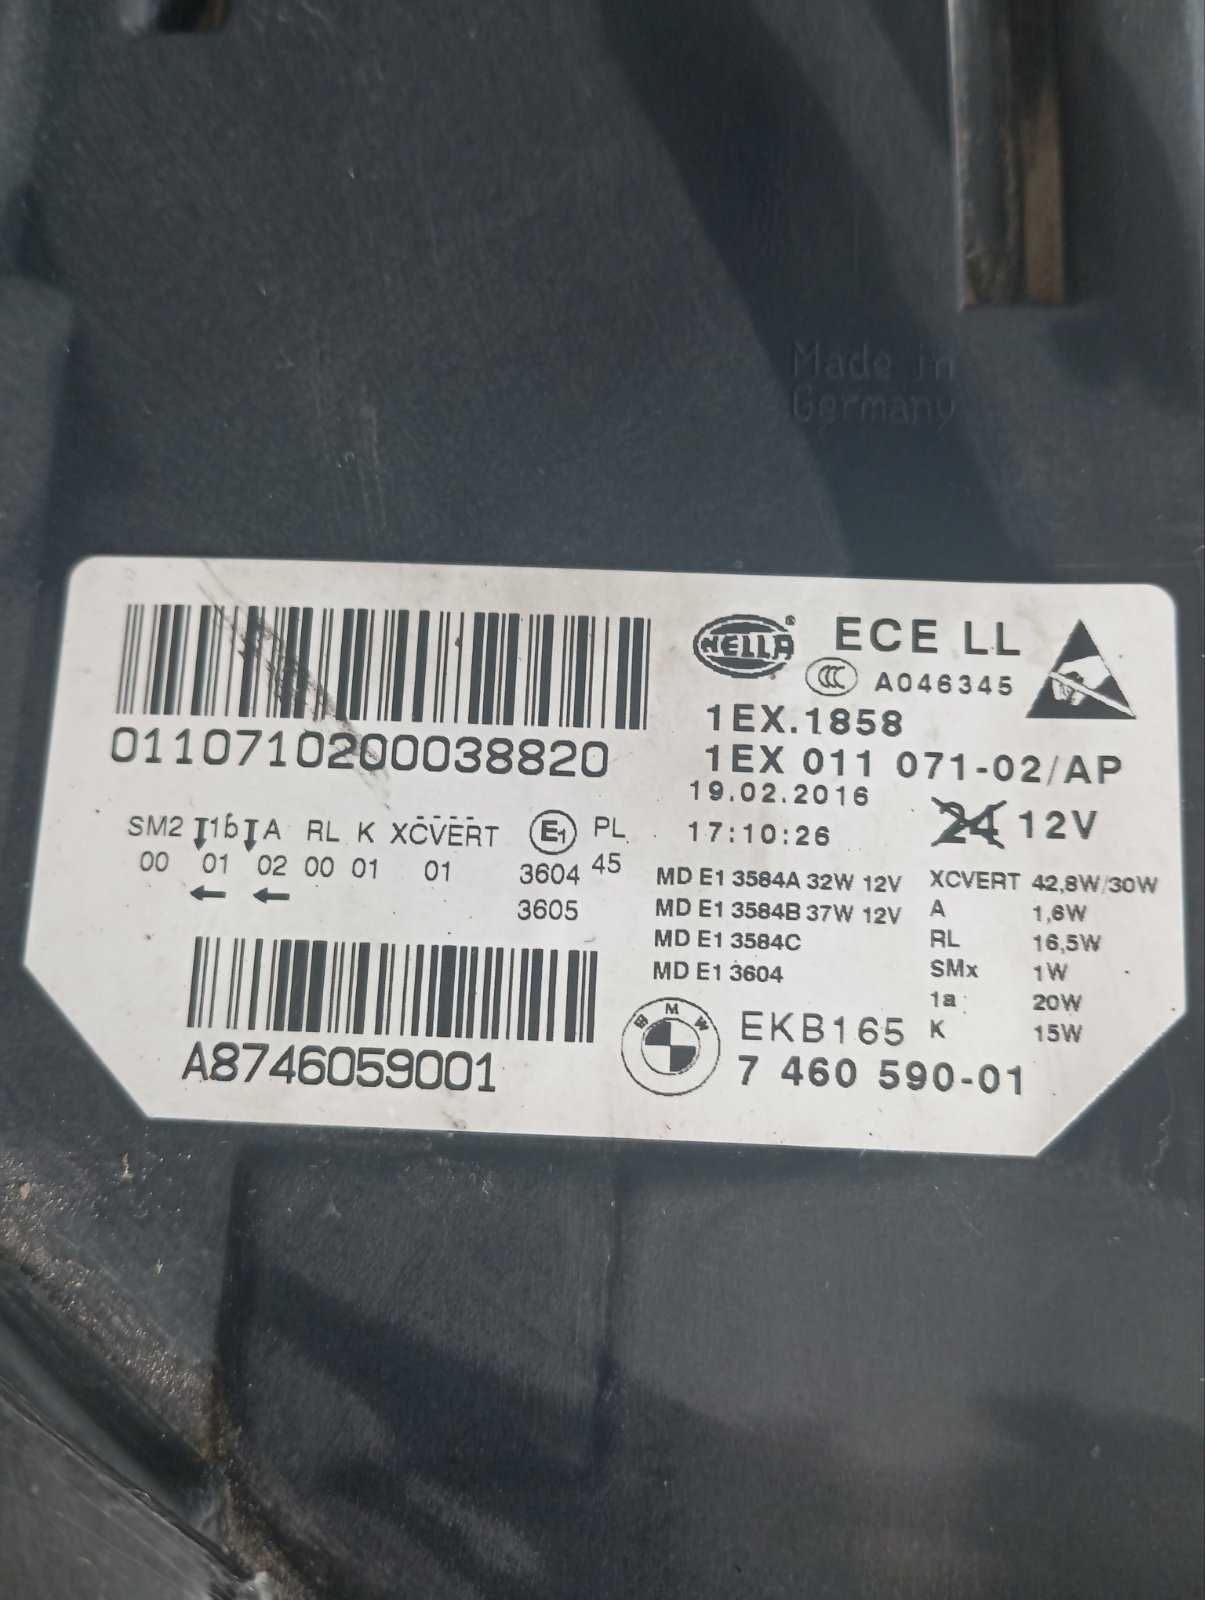 Made in
Germany
HELLA ® ECE LL
CCC A046345
1EX.1858
0110710200038820
1EX 011 071-02/AP
19.02.2016
24 12V
17:10:26
SM2 1b A RL K XCVERT E1 PL
00 01 02 00 01 01 3604 45
3605
MD E1 3584A 32W 12V XCVERT 42,8W/30W
MD E1 3584B 37W 12V A 1,6W
MD E1 3584C RL 16,5W
MD E1 3604 SMx 1W
1a 20W
BMW EKB165 K 15W
7 460 590-01
A8746059001